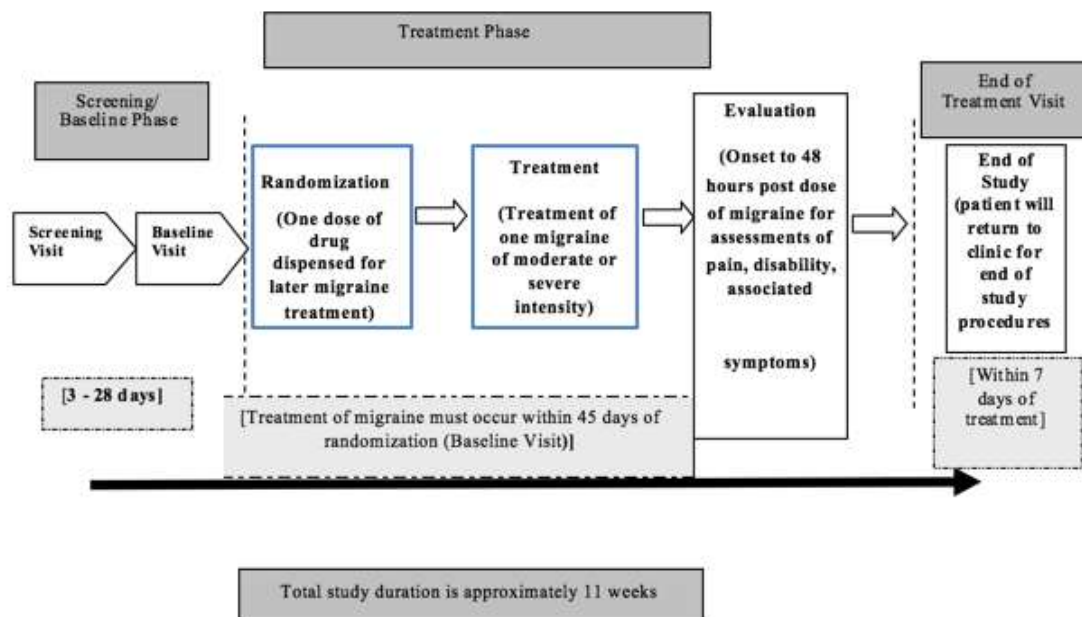 Treatment Phase
Screening/
Baseline Phase
End of
Treatment Visit
Screening
Visit
Baseline
Visit
Randomization
(One dose of
drug
dispensed for
later migraine
treatment)
Treatment
(Treatment of
one migraine
of moderate or
severe
intensity)
Evaluation
(Onset to 48
hours post dose
of migraine for
assessments of
pain, disability,
associated
symptoms)
End of
Study
(patient will
return to
clinic for
end of
study
procedures
[3 - 28 days]
[Treatment of migraine must occur within 45 days of
randomization (Baseline Visit)]
[Within 7
days of
treatment]
Total study duration is approximately 11 weeks